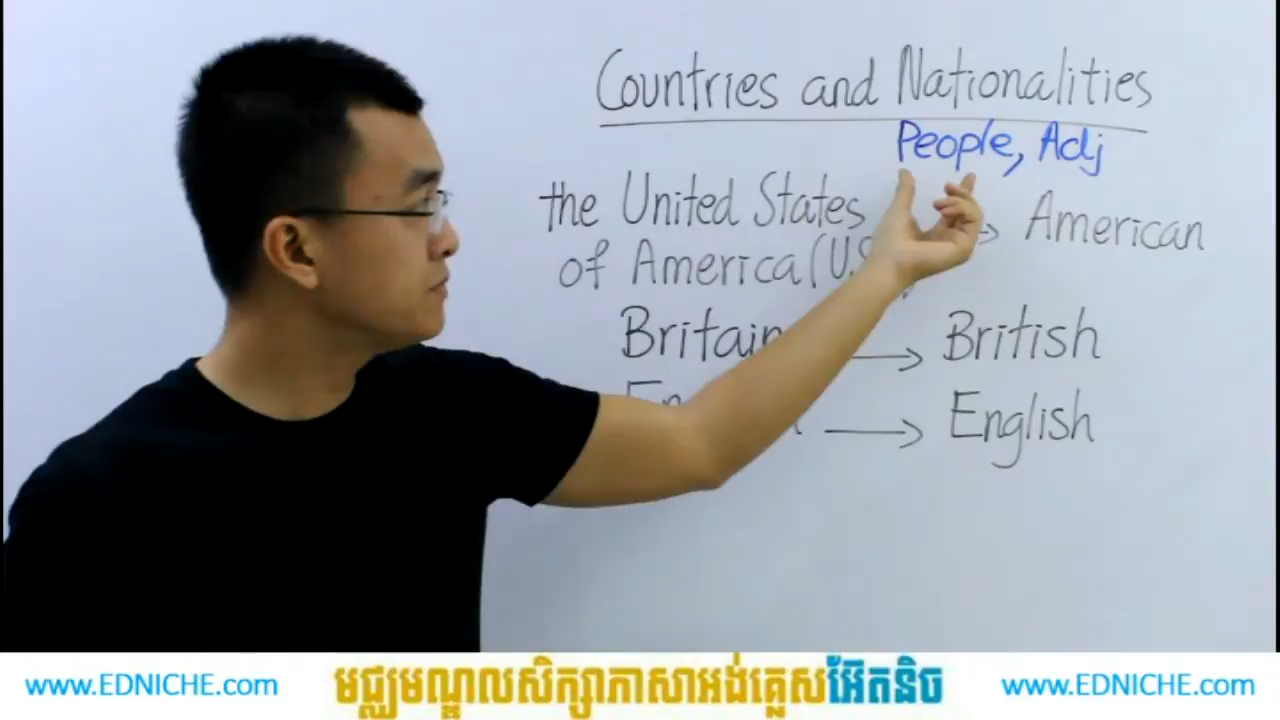 Countries and Nationalities
People, Adj
the United States
of America (U.S
→ American
Britain → British
→ English
www.EDNICHE.com មជ្ឈមណ្ឌលសិក្សាភាសាអង់គ្លេសអ៊ែតនិច www.EDNICHE.com